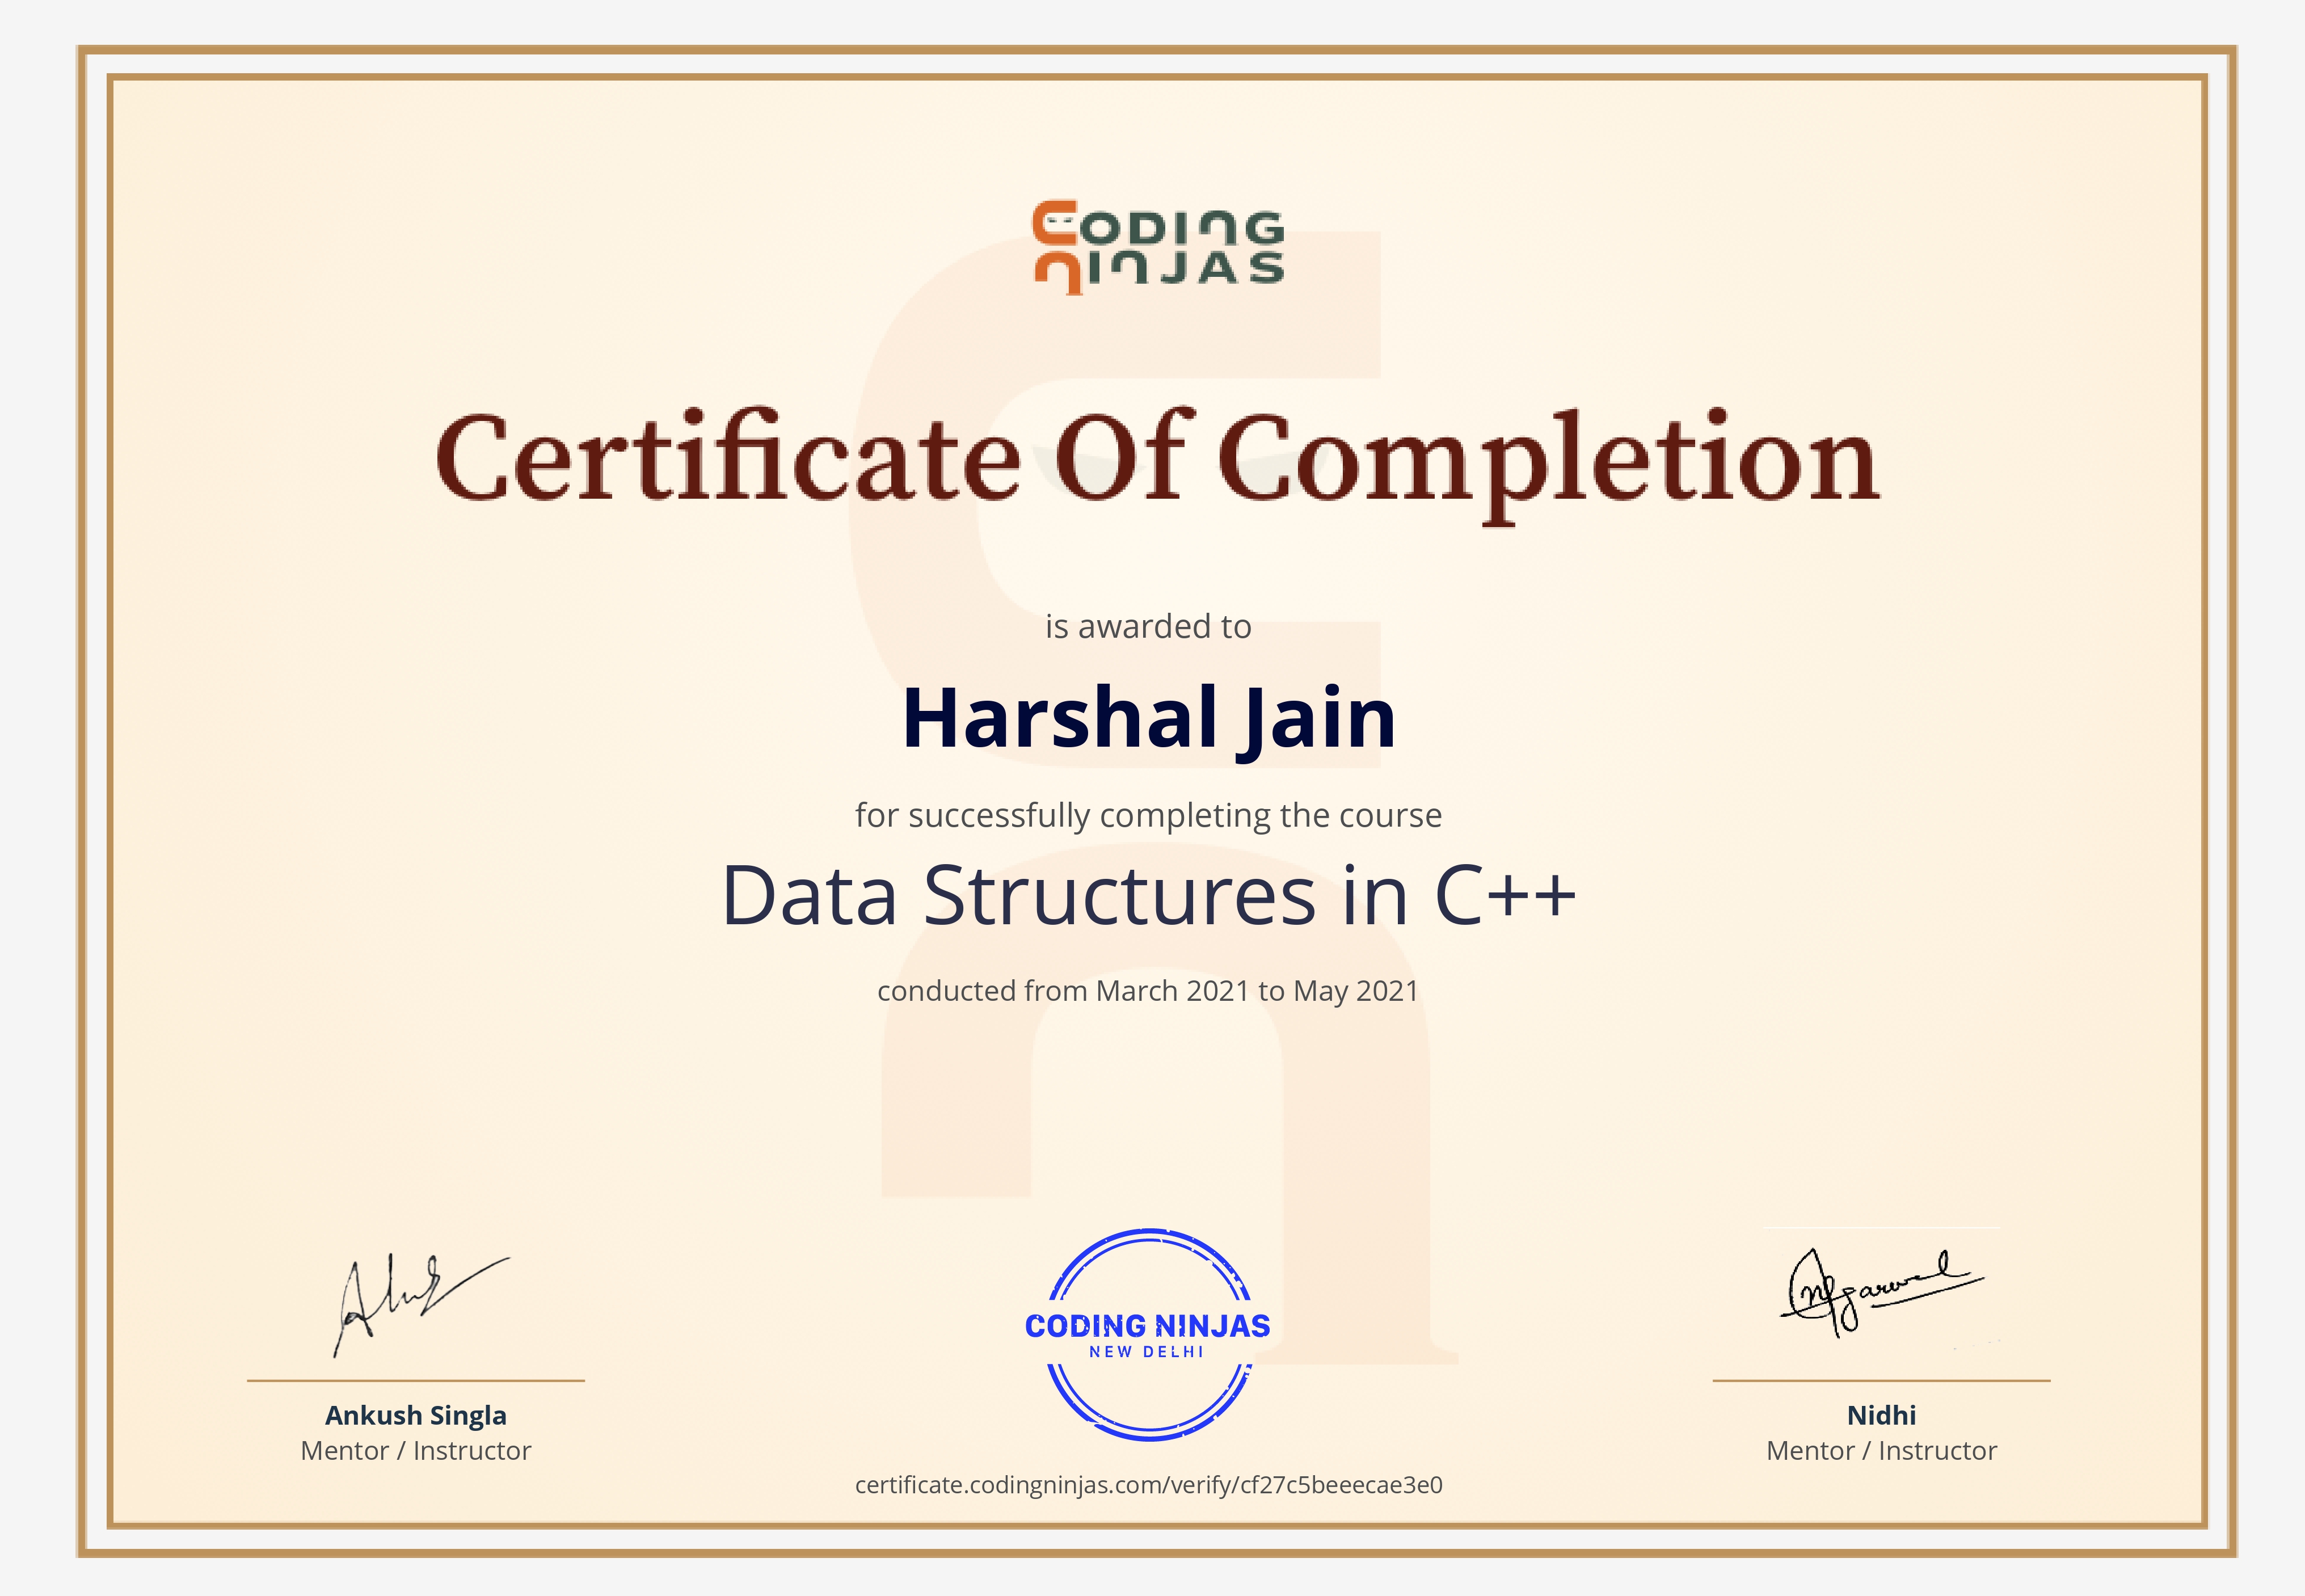 CODING
NINJAS
Certificate Of Completion
is awarded to
Harshal Jain
for successfully completing the course
Data Structures in C++
conducted from March 2021 to May 2021
Agarwal
CODING NINJAS
NEW DELHI
Ankush Singla
Mentor / Instructor
Nidhi
Mentor / Instructor
certificate.codingninjas.com/verify/cf27c5beeecae3e0